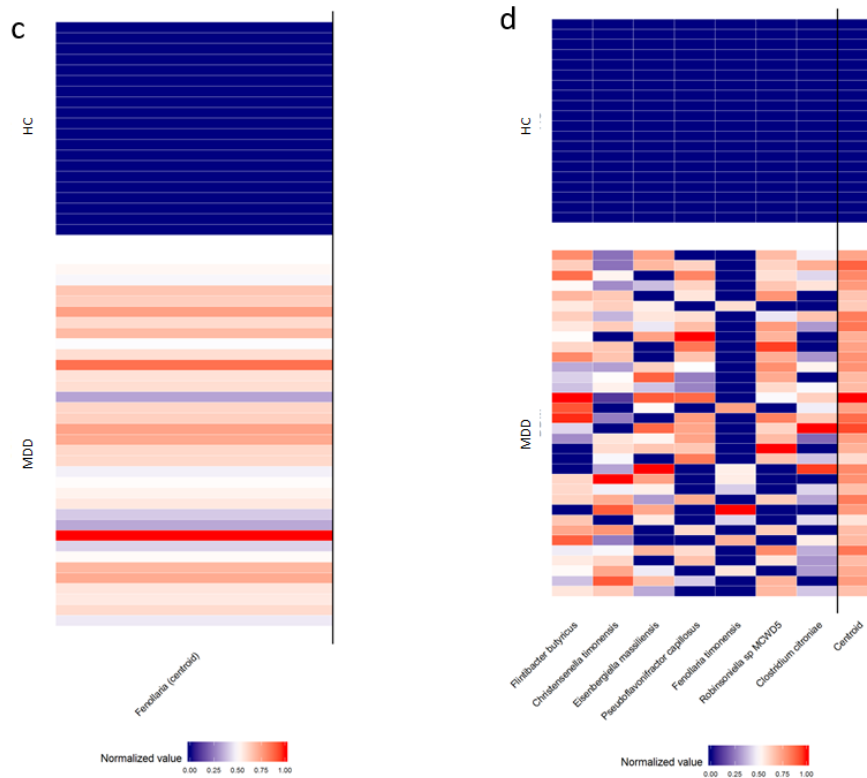 c
HC
MDD
Fenollaria (centroid)
Normalized value
0.00 0.25 0.50 0.75 1.00
d
HC
MDD
Flintibacter butyricus
Christensenella timonensis
Eisenbergiella massiliensis
Pseudoflavonifractor capillosus
Fenollaria timonensis
Robinsoniella sp MCWD5
Clostridium citroniae
Centroid
Normalized value
0.00 0.25 0.50 0.75 1.00